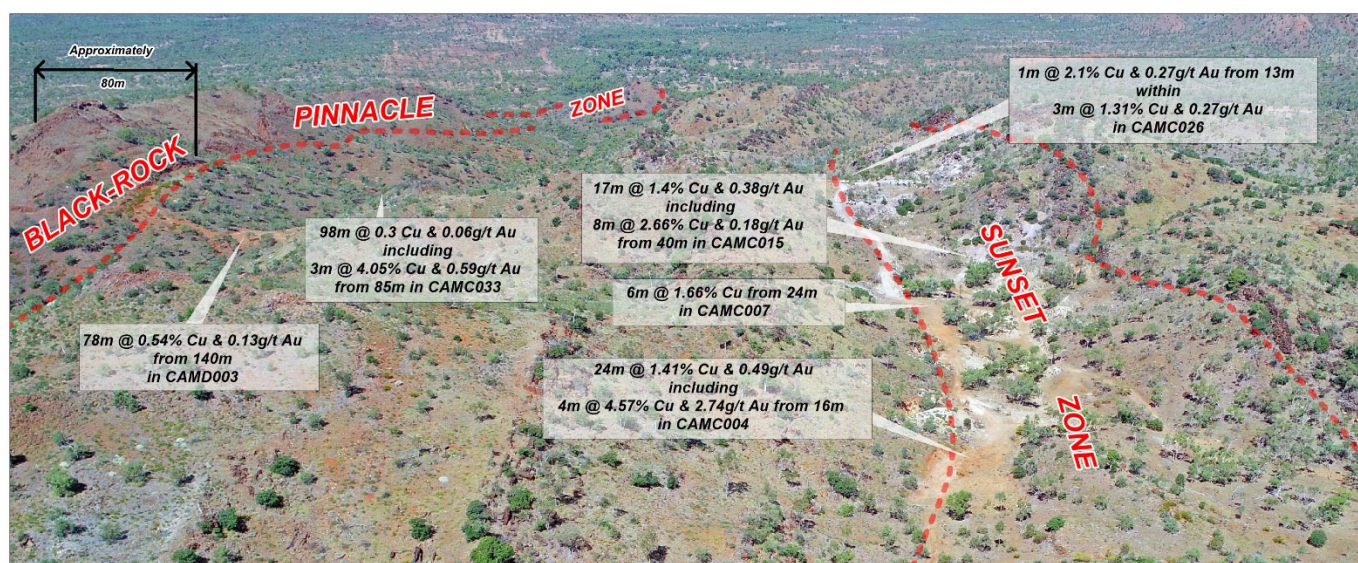 Approximately
80m
BLACK-ROCK
PINNACLE
ZONE
1m @ 2.1% Cu & 0.27g/t Au from 13m
within
3m @ 1.31% Cu & 0.27g/t Au
in CAMC026
17m @ 1.4% Cu & 0.38g/t Au
including
8m @ 2.66% Cu & 0.18g/t Au
from 40m in CAMC015
98m @ 0.3 Cu & 0.06g/t Au
including
3m @ 4.05% Cu & 0.59g/t Au
from 85m in CAMC033
SUNSET
ZONE
6m @ 1.66% Cu from 24m
in CAMC007
78m @ 0.54% Cu & 0.13g/t Au
from 140m
in CAMD003
24m @ 1.41% Cu & 0.49g/t Au
including
4m @ 4.57% Cu & 2.74g/t Au from 16m
in CAMC004